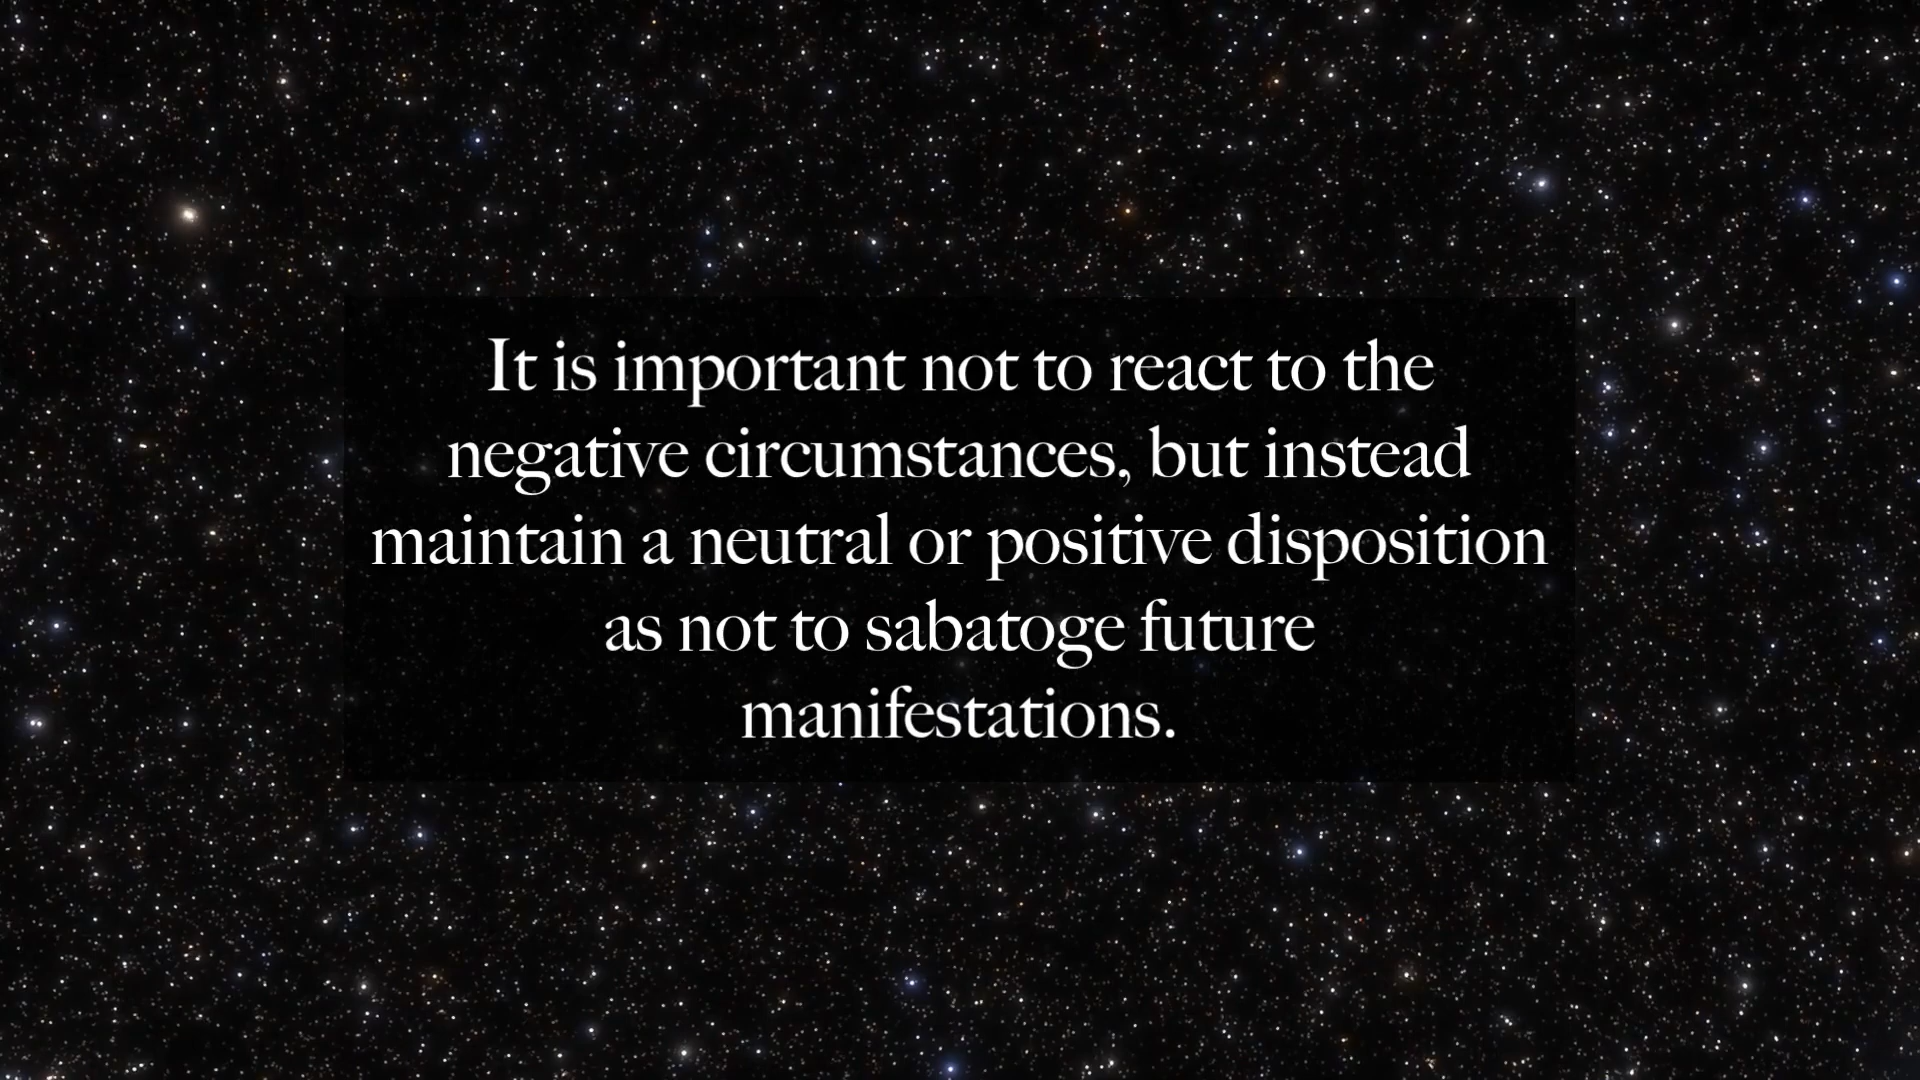 It is important not to react to the
negative circumstances, but instead
maintain a neutral or positive disposition
as not to sabatoge future
manifestations.